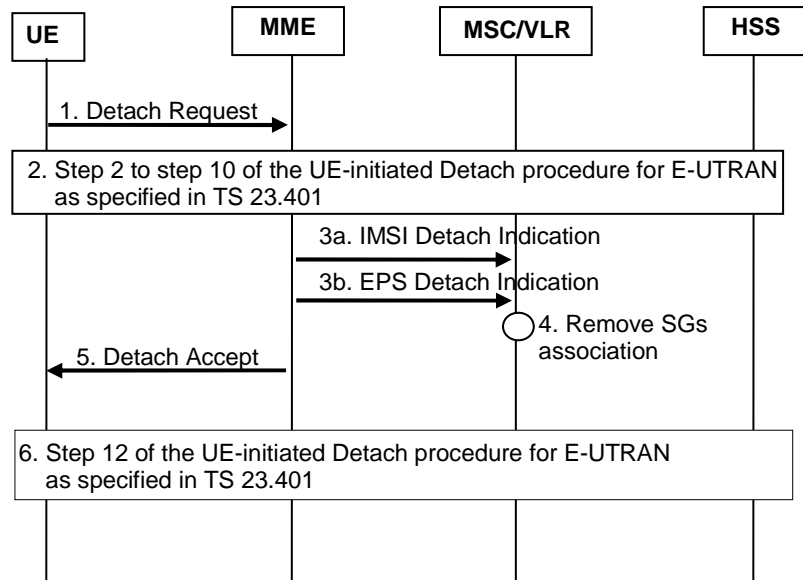 UE
MME
MSC/VLR
HSS
1. Detach Request
2. Step 2 to step 10 of the UE-initiated Detach procedure for E-UTRAN
as specified in TS 23.401
3a. IMSI Detach Indication
3b. EPS Detach Indication
4. Remove SGs
association
5. Detach Accept
6. Step 12 of the UE-initiated Detach procedure for E-UTRAN
as specified in TS 23.401